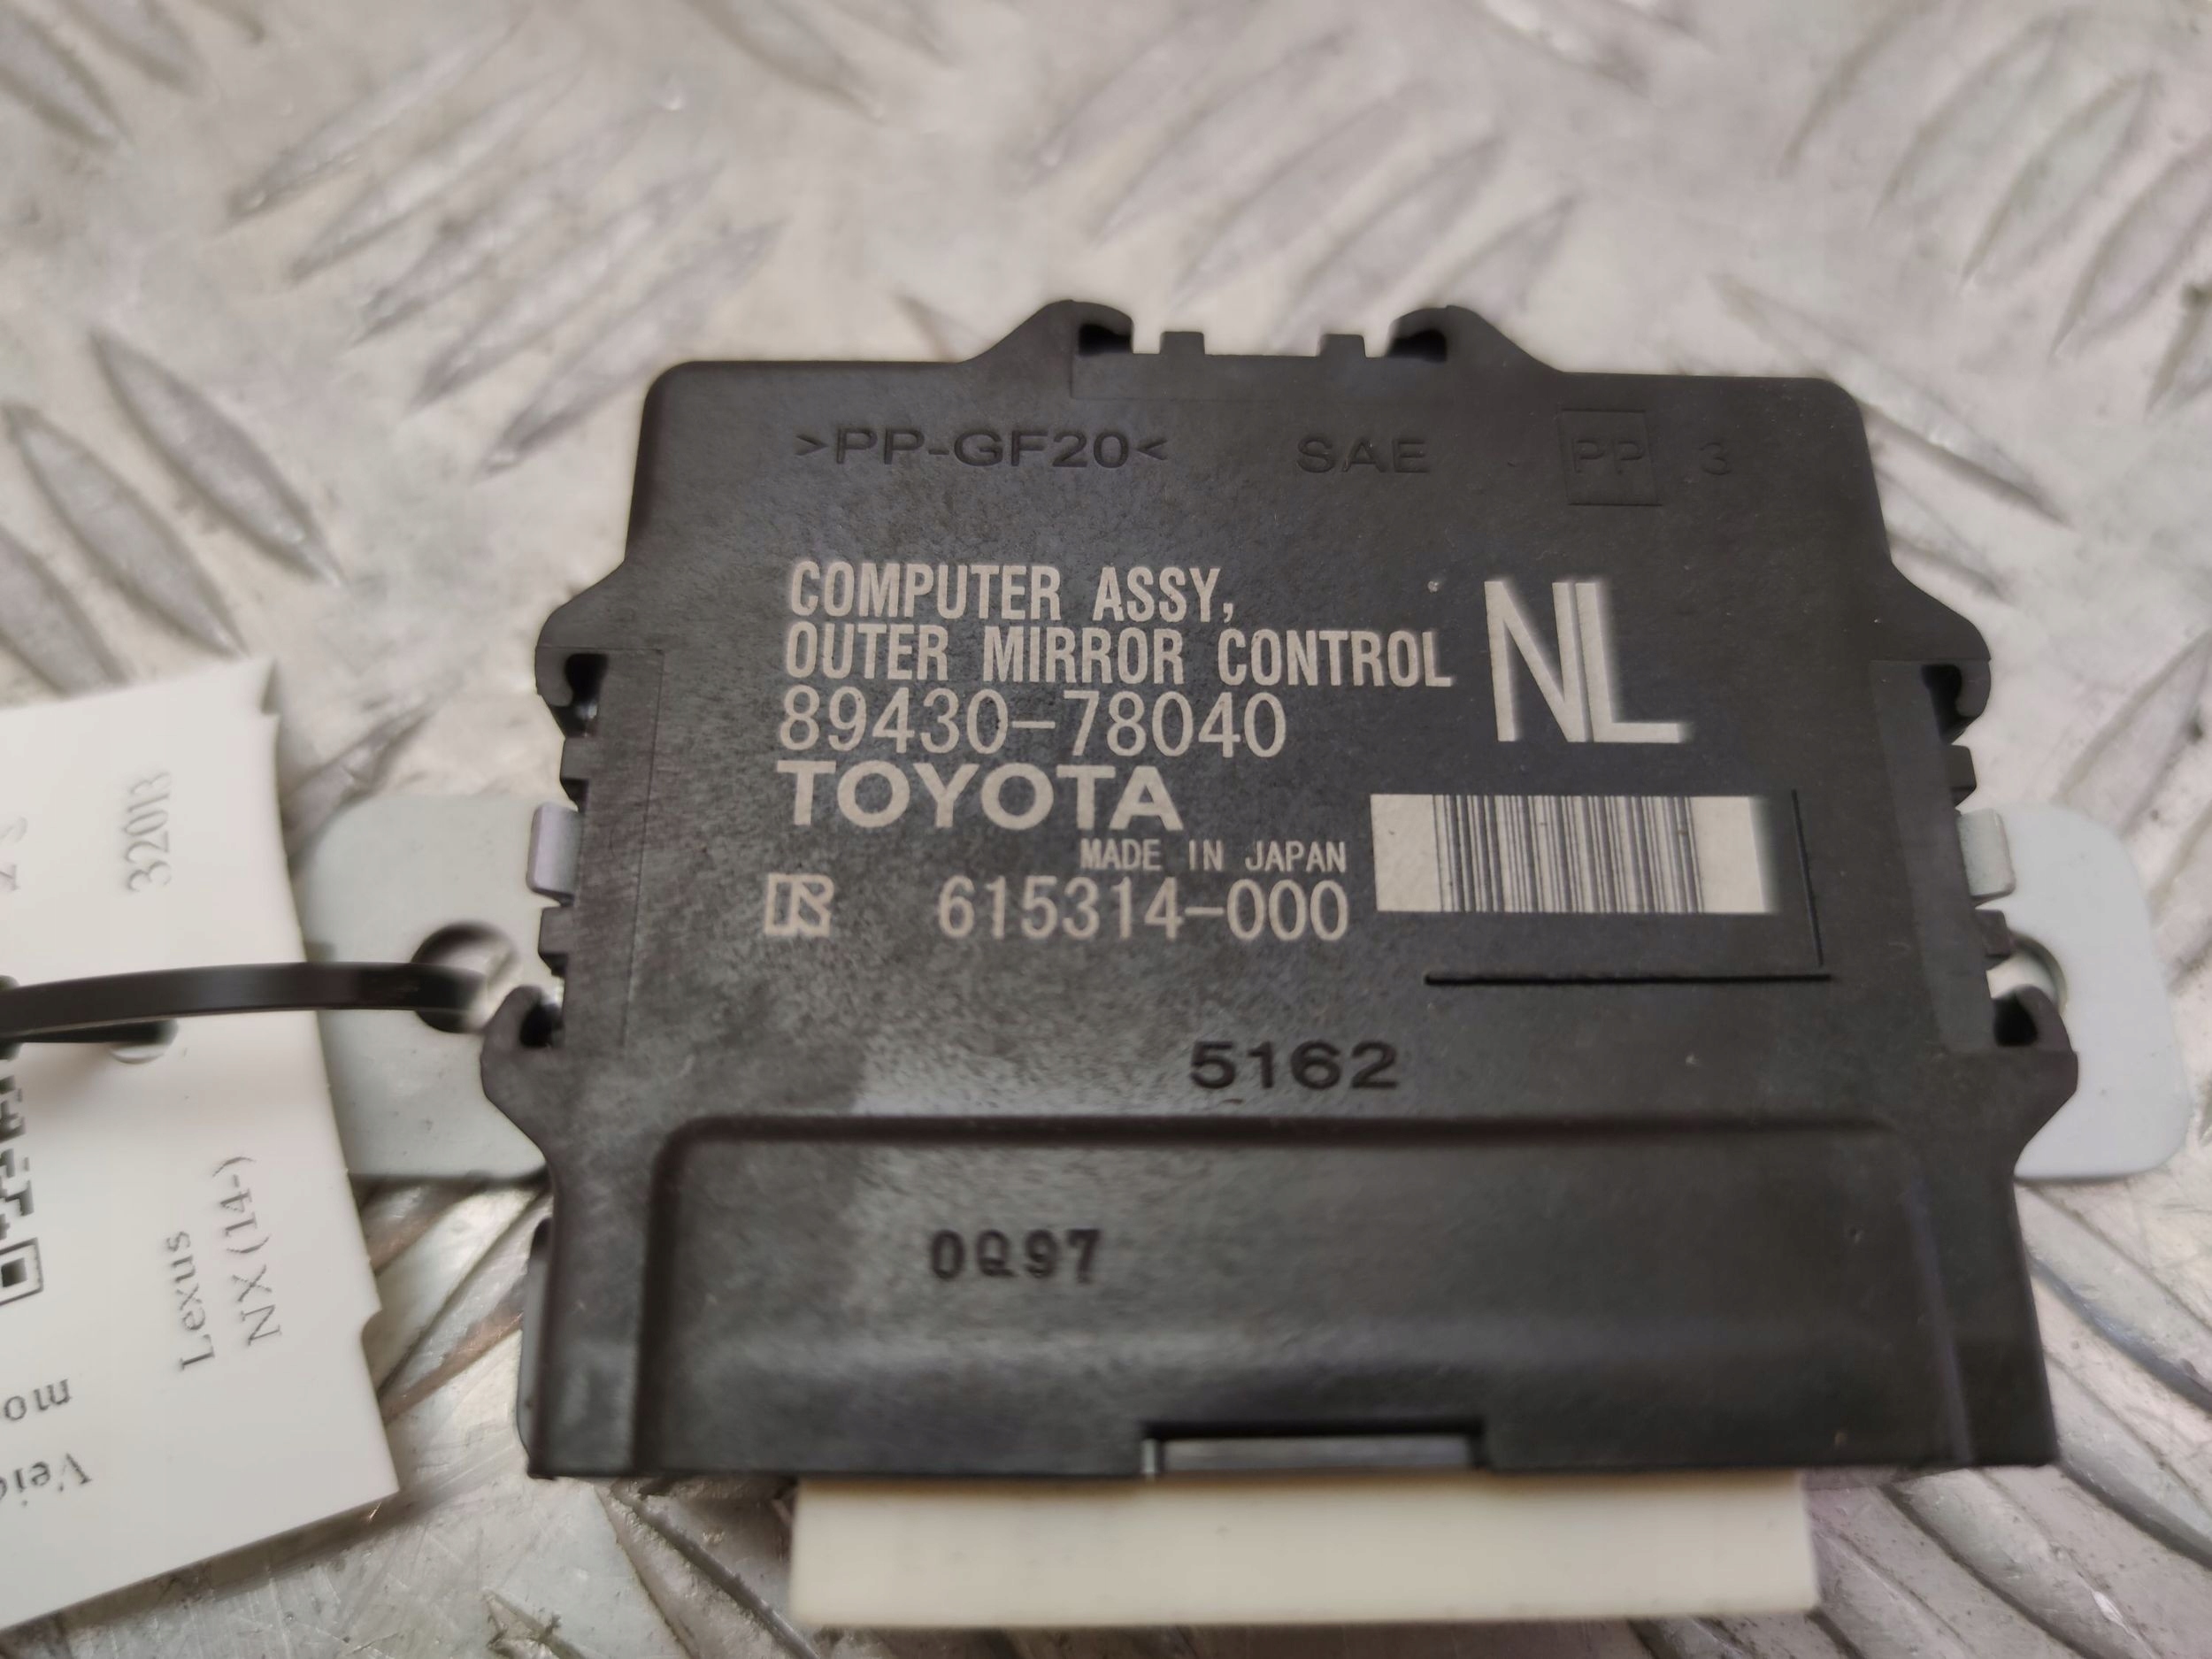 >PP-GF20< SAE PP 3
COMPUTER ASSY,
OUTER MIRROR CONTROL
NL
89430-78040
TOYOTA
MADE IN JAPAN
615314-000
5162
0Q97
Lexus
NX (14-)